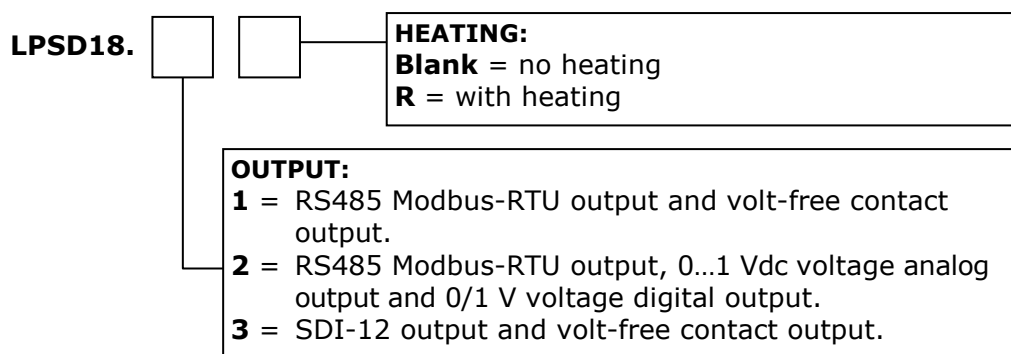 LPSD18.
HEATING:
Blank = no heating
R = with heating
OUTPUT:
1 = RS485 Modbus-RTU output and volt-free contact
output.
2 = RS485 Modbus-RTU output, 0…1 Vdc voltage analog
output and 0/1 V voltage digital output.
3 = SDI-12 output and volt-free contact output.